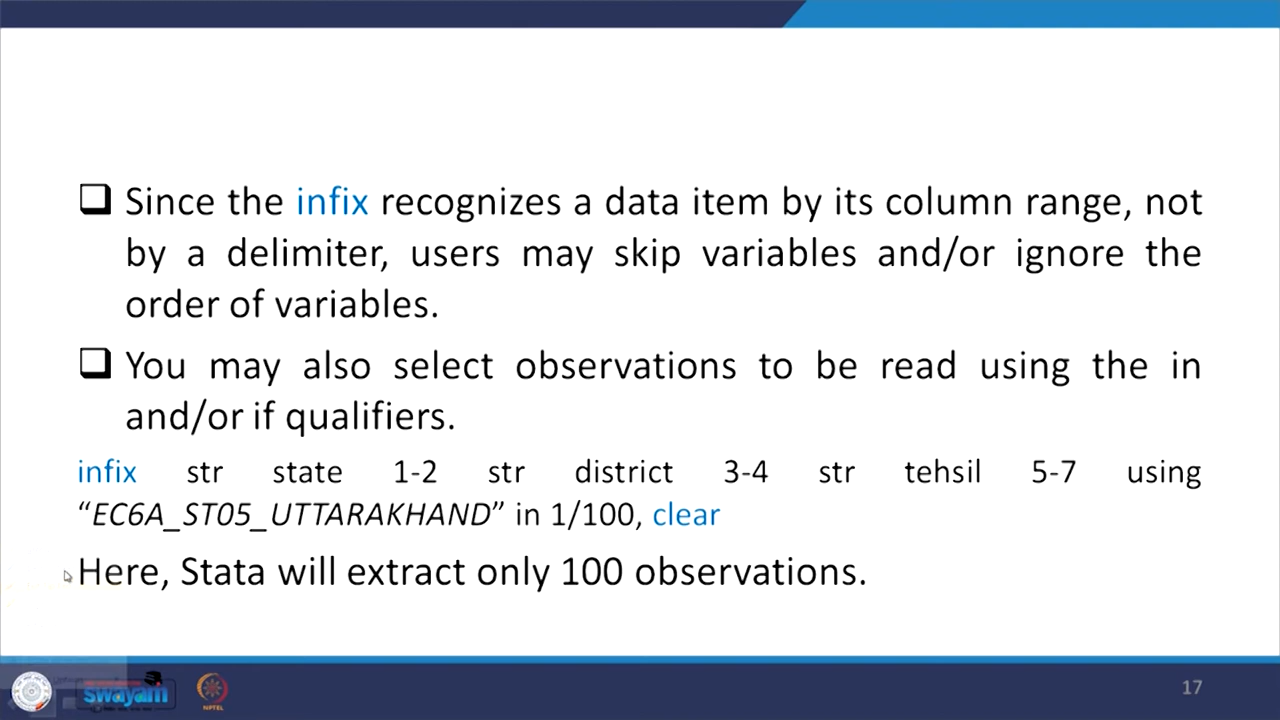 Since the infix recognizes a data item by its column range, not
by a delimiter, users may skip variables and/or ignore the
order of variables.
You may also select observations to be read using the in
and/or if qualifiers.
infix str state 1-2 str district 3-4 str tehsil 5-7 using
“EC6A_ST05_UTTARAKHAND” in 1/100, clear
Here, Stata will extract only 100 observations.
swayam
NPTEL
17